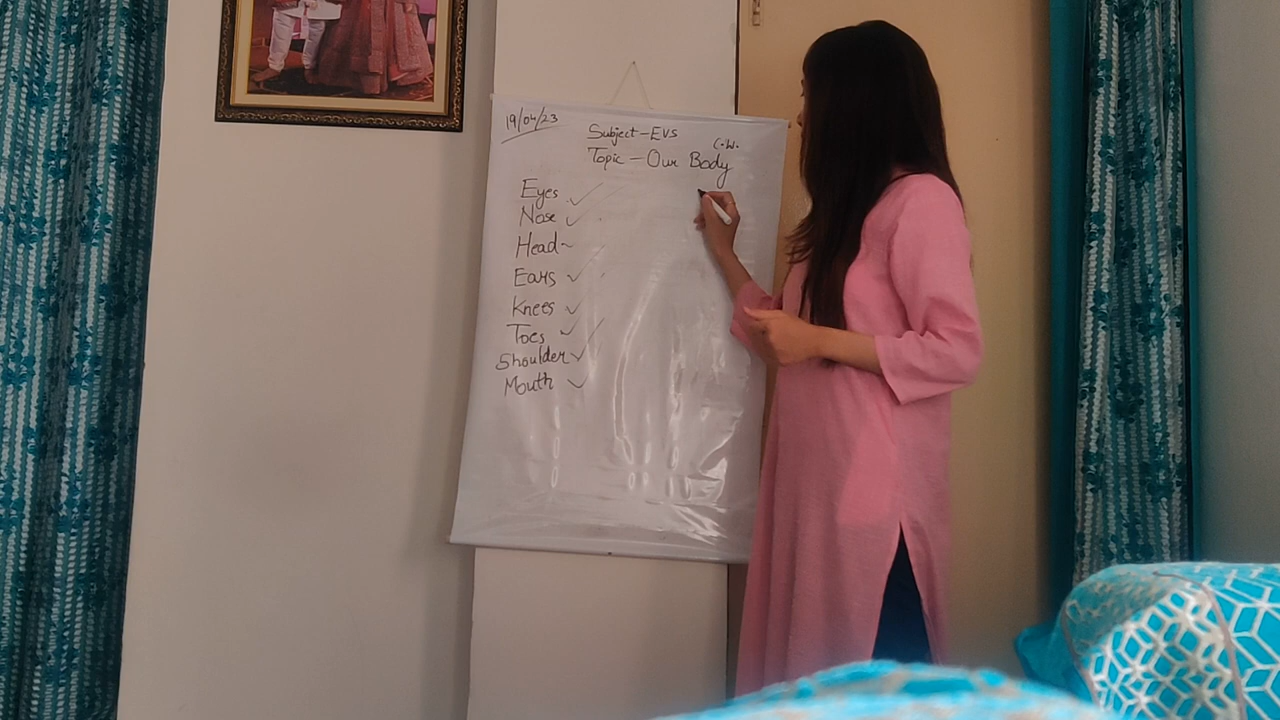 19/04/23
Subject-EVS
C.W.
Topic - Our Body
Eyes
Nose
Head
Ears
Knees
Toes
Shoulder
Mouth